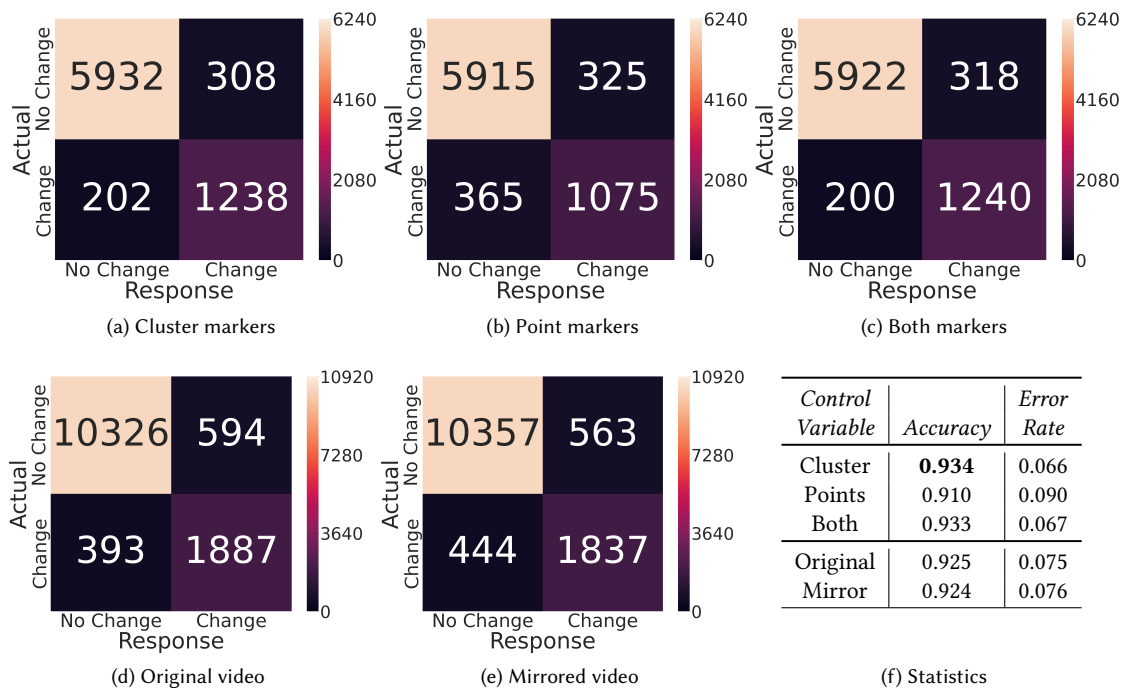 No Change
Change
Actual
5932 308
202 1238
6240
4160
2080
0
No Change Change
Response
(a) Cluster markers
No Change
Change
Actual
5915 325
365 1075
6240
4160
2080
0
No Change Change
Response
(b) Point markers
No Change
Change
Actual
5922 318
200 1240
6240
4160
2080
0
No Change Change
Response
(c) Both markers
No Change
Change
Actual
10326 594
393 1887
10920
7280
3640
0
No Change Change
Response
(d) Original video
No Change
Change
Actual
10357 563
444 1837
10920
7280
3640
0
No Change Change
Response
(e) Mirrored video
Control Error
Variable Accuracy Rate
Cluster 0.934 0.066
Points 0.910 0.090
Both 0.933 0.067
Original 0.925 0.075
Mirror 0.924 0.076
(f) Statistics